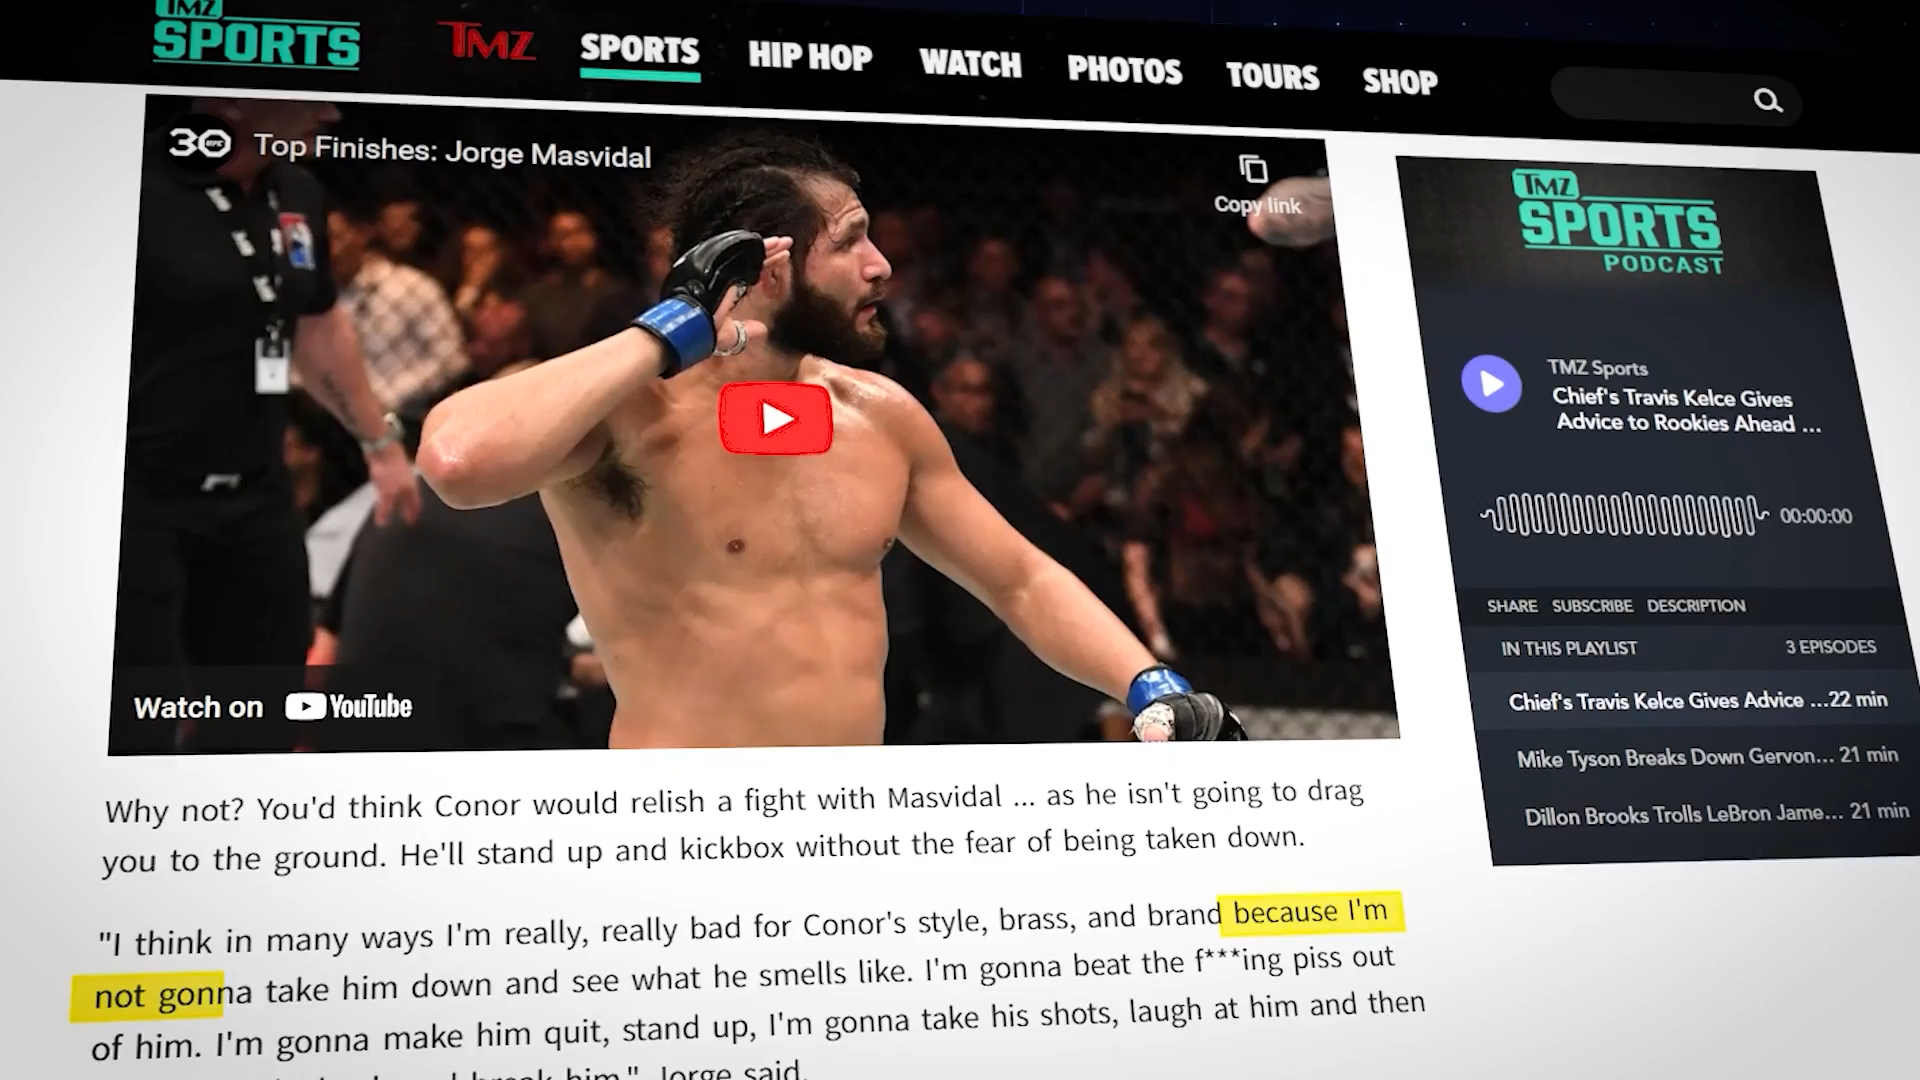 TMZ
SPORTS
TMZ
SPORTS
HIP HOP
WATCH
PHOTOS
TOURS
SHOP
30
Top Finishes: Jorge Masvidal
Copy link
Watch on YouTube
TMZ
SPORTS
PODCAST
TMZ Sports
Chief's Travis Kelce Gives
Advice to Rookies Ahead ...
00:00:00
SHARE SUBSCRIBE DESCRIPTION
IN THIS PLAYLIST 3 EPISODES
Chief's Travis Kelce Gives Advice ...22 min
Mike Tyson Breaks Down Gervon... 21 min
Dillon Brooks Trolls LeBron Jame... 21 min
Why not? You'd think Conor would relish a fight with Masvidal ... as he isn't going to drag
you to the ground. He'll stand up and kickbox without the fear of being taken down.
"I think in many ways I'm really, really bad for Conor's style, brass, and brand because I'm
not gonna take him down and see what he smells like. I'm gonna beat the f***ing piss out
of him. I'm gonna make him quit, stand up, I'm gonna take his shots, laugh at him and then
break him," Jorge said.